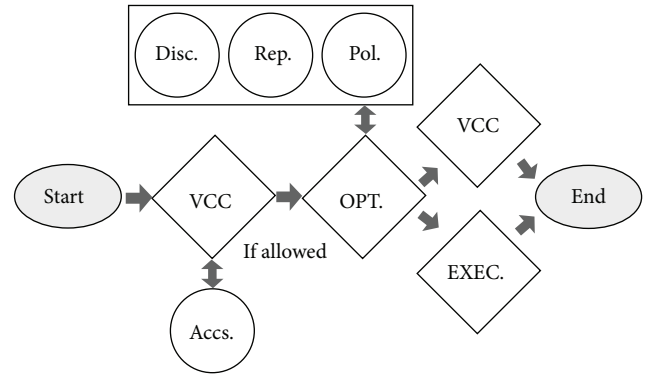 Disc.
Rep.
Pol.
VCC
Start
VCC
OPT.
End
If allowed
EXEC.
Accs.